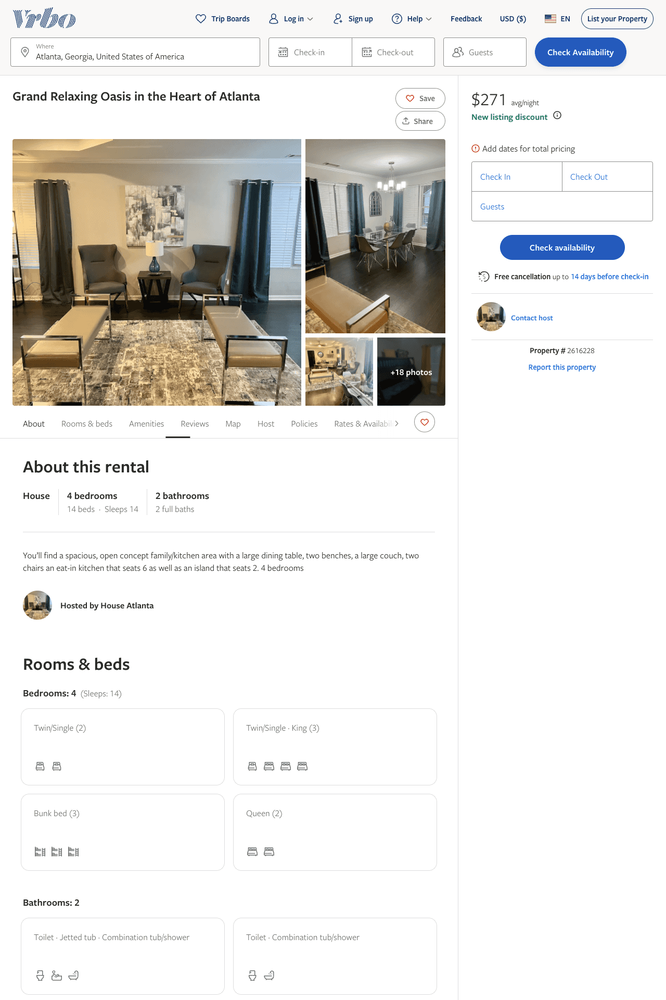 Vrbo
Trip Boards
Log in
Sign up
Help
Feedback
USD ($)
EN
List your Property
Where
Atlanta, Georgia, United States of America
Check-in
Check-out
Guests
Check Availability
Grand Relaxing Oasis in the Heart of Atlanta
Save
Share
+18 photos
$271 avg/night
New listing discount
Add dates for total pricing
Check In
Check Out
Guests
Check availability
Free cancellation up to 14 days before check-in
Contact host
Property # 2616228
Report this property
About
Rooms & beds
Amenities
Reviews
Map
Host
Policies
Rates & Availabili
About this rental
House
4 bedrooms
14 beds · Sleeps 14
2 bathrooms
2 full baths
You’ll find a spacious, open concept family/kitchen area with a large dining table, two benches, a large couch, two
chairs an eat-in kitchen that seats 6 as well as an island that seats 2. 4 bedrooms
Hosted by House Atlanta
Rooms & beds
Bedrooms: 4 (Sleeps: 14)
Twin/Single (2)
Twin/Single · King (3)
Bunk bed (3)
Queen (2)
Bathrooms: 2
Toilet · Jetted tub · Combination tub/shower
Toilet · Combination tub/shower